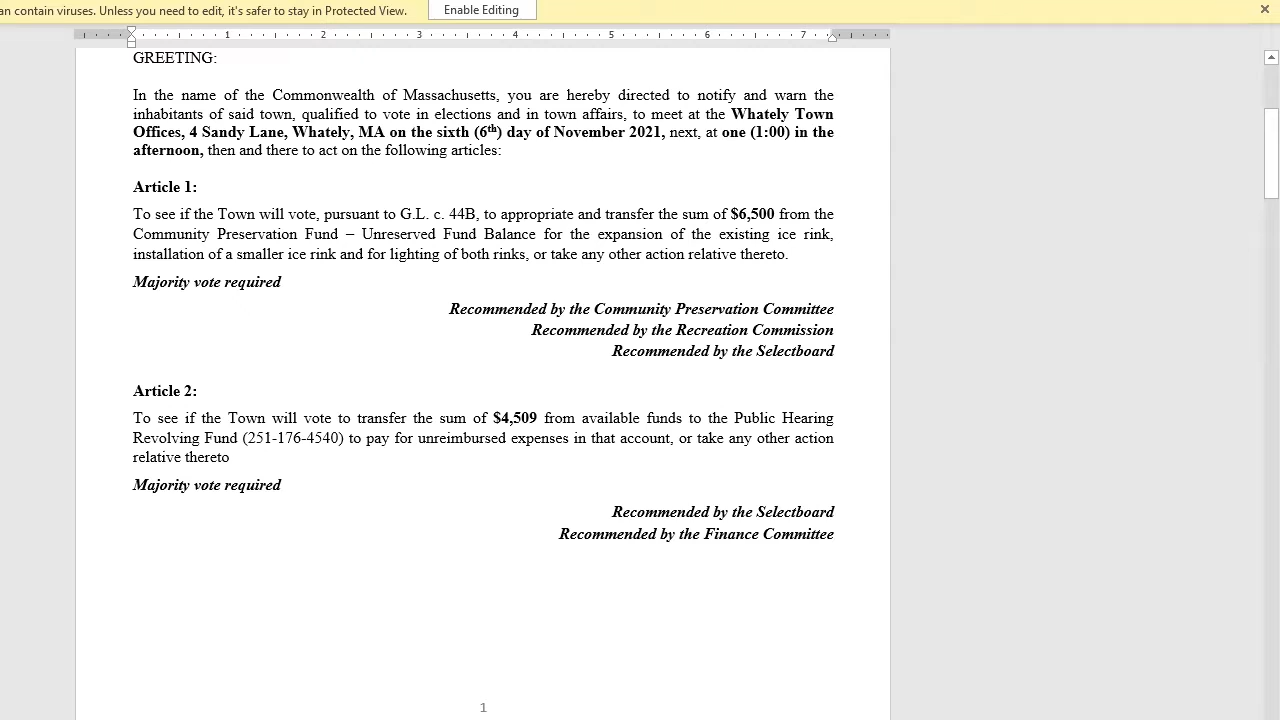 an contain viruses. Unless you need to edit, it's safer to stay in Protected View. Enable Editing
1 2 3 4 5 6 7
GREETING:
In the name of the Commonwealth of Massachusetts, you are hereby directed to notify and warn the
inhabitants of said town, qualified to vote in elections and in town affairs, to meet at the Whately Town
Offices, 4 Sandy Lane, Whately, MA on the sixth (6th) day of November 2021, next, at one (1:00) in the
afternoon, then and there to act on the following articles:
Article 1:
To see if the Town will vote, pursuant to G.L. c. 44B, to appropriate and transfer the sum of $6,500 from the
Community Preservation Fund – Unreserved Fund Balance for the expansion of the existing ice rink,
installation of a smaller ice rink and for lighting of both rinks, or take any other action relative thereto.
Majority vote required
Recommended by the Community Preservation Committee
Recommended by the Recreation Commission
Recommended by the Selectboard
Article 2:
To see if the Town will vote to transfer the sum of $4,509 from available funds to the Public Hearing
Revolving Fund (251-176-4540) to pay for unreimbursed expenses in that account, or take any other action
relative thereto
Majority vote required
Recommended by the Selectboard
Recommended by the Finance Committee
1